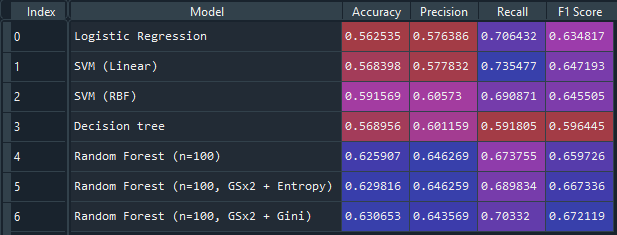 Index Model Accuracy Precision Recall F1 Score
0 Logistic Regression 0.562535 0.576386 0.706432 0.634817
1 SVM (Linear) 0.568398 0.577832 0.735477 0.647193
2 SVM (RBF) 0.591569 0.60573 0.690871 0.645505
3 Decision tree 0.568956 0.601159 0.591805 0.596445
4 Random Forest (n=100) 0.625907 0.646269 0.673755 0.659726
5 Random Forest (n=100, GSx2 + Entropy) 0.629816 0.646259 0.689834 0.667336
6 Random Forest (n=100, GSx2 + Gini) 0.630653 0.643569 0.70332 0.672119